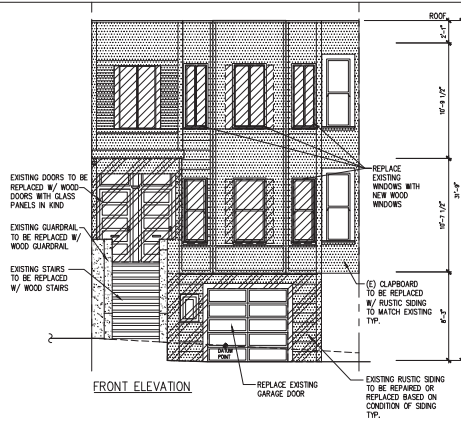 ROOF
2'-1"
10'-9 1/2"
31'-9"
10'-7 1/2"
8'-3"
EXISTING DOORS TO BE
REPLACED W/ WOOD
DOORS WITH GLASS
PANELS IN KIND
EXISTING GUARDRAIL
TO BE REPLACED W/
WOOD GUARDRAIL
EXISTING STAIRS
TO BE REPLACED
W/ WOOD STAIRS
REPLACE
EXISTING
WINDOWS WITH
NEW WOOD
WINDOWS
(E) CLAPBOARD
TO BE REPLACED
W/ RUSTIC SIDING
TO MATCH EXISTING
TYP.
DATUM
POINT
FRONT ELEVATION
REPLACE EXISTING
GARAGE DOOR
EXISTING RUSTIC SIDING
TO BE REPAIRED OR
REPLACED BASED ON
CONDITION OF SIDING
TYP.